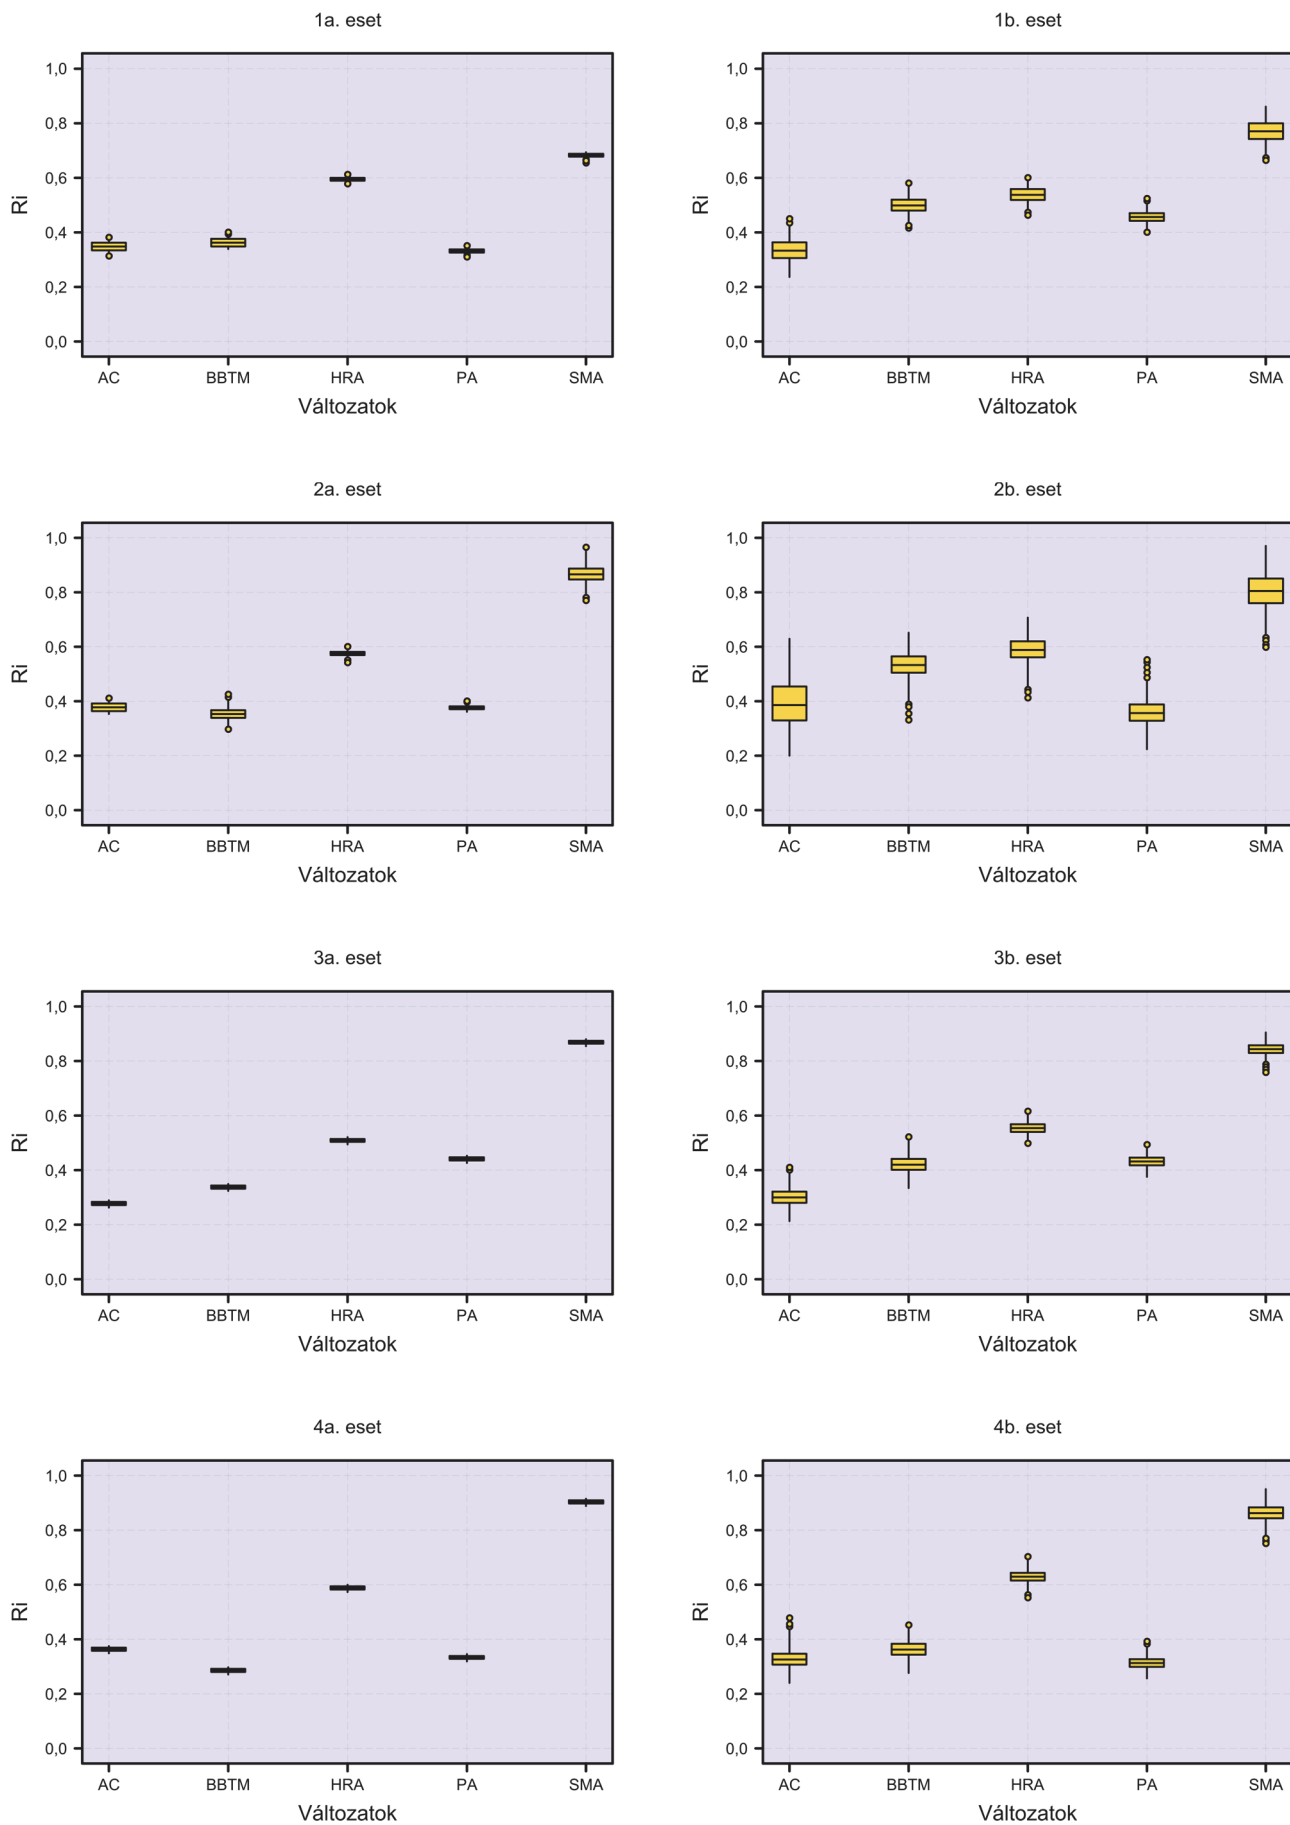 1a. eset
1,0
0,8
0,6
0,4
0,2
0,0
Ri
AC BBTM HRA PA SMA
Változatok
1b. eset
1,0
0,8
0,6
0,4
0,2
0,0
Ri
AC BBTM HRA PA SMA
Változatok
2a. eset
1,0
0,8
0,6
0,4
0,2
0,0
Ri
AC BBTM HRA PA SMA
Változatok
2b. eset
1,0
0,8
0,6
0,4
0,2
0,0
Ri
AC BBTM HRA PA SMA
Változatok
3a. eset
1,0
0,8
0,6
0,4
0,2
0,0
Ri
AC BBTM HRA PA SMA
Változatok
3b. eset
1,0
0,8
0,6
0,4
0,2
0,0
Ri
AC BBTM HRA PA SMA
Változatok
4a. eset
1,0
0,8
0,6
0,4
0,2
0,0
Ri
AC BBTM HRA PA SMA
Változatok
4b. eset
1,0
0,8
0,6
0,4
0,2
0,0
Ri
AC BBTM HRA PA SMA
Változatok